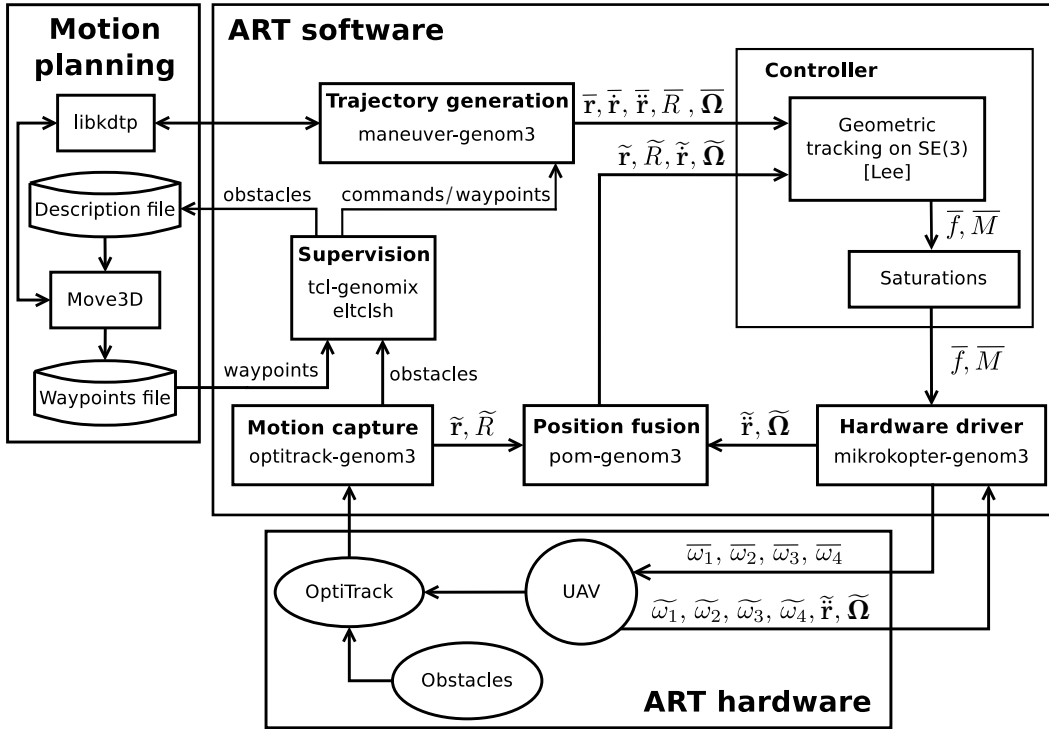 Motion
planning
libkdtp
Description file
Move3D
Waypoints file
ART software
Trajectory generation
maneuver-genom3
r̅, ṙ̅, r̈̅, R̅, Ω̅
r̃, R̃, ṙ̃, Ω̃
Controller
Geometric
tracking on SE(3)
[Lee]
f̅, M̅
Saturations
f̅, M̅
obstacles
commands/waypoints
Supervision
tcl-genomix
eltclsh
waypoints
obstacles
Motion capture
optitrack-genom3
r̃, R̃
Position fusion
pom-genom3
r̈̃, Ω̃
Hardware driver
mikrokopter-genom3
ω̅₁, ω̅₂, ω̅₃, ω̅₄
OptiTrack
UAV
ω̃₁, ω̃₂, ω̃₃, ω̃₄, r̈̃, Ω̃
Obstacles
ART hardware